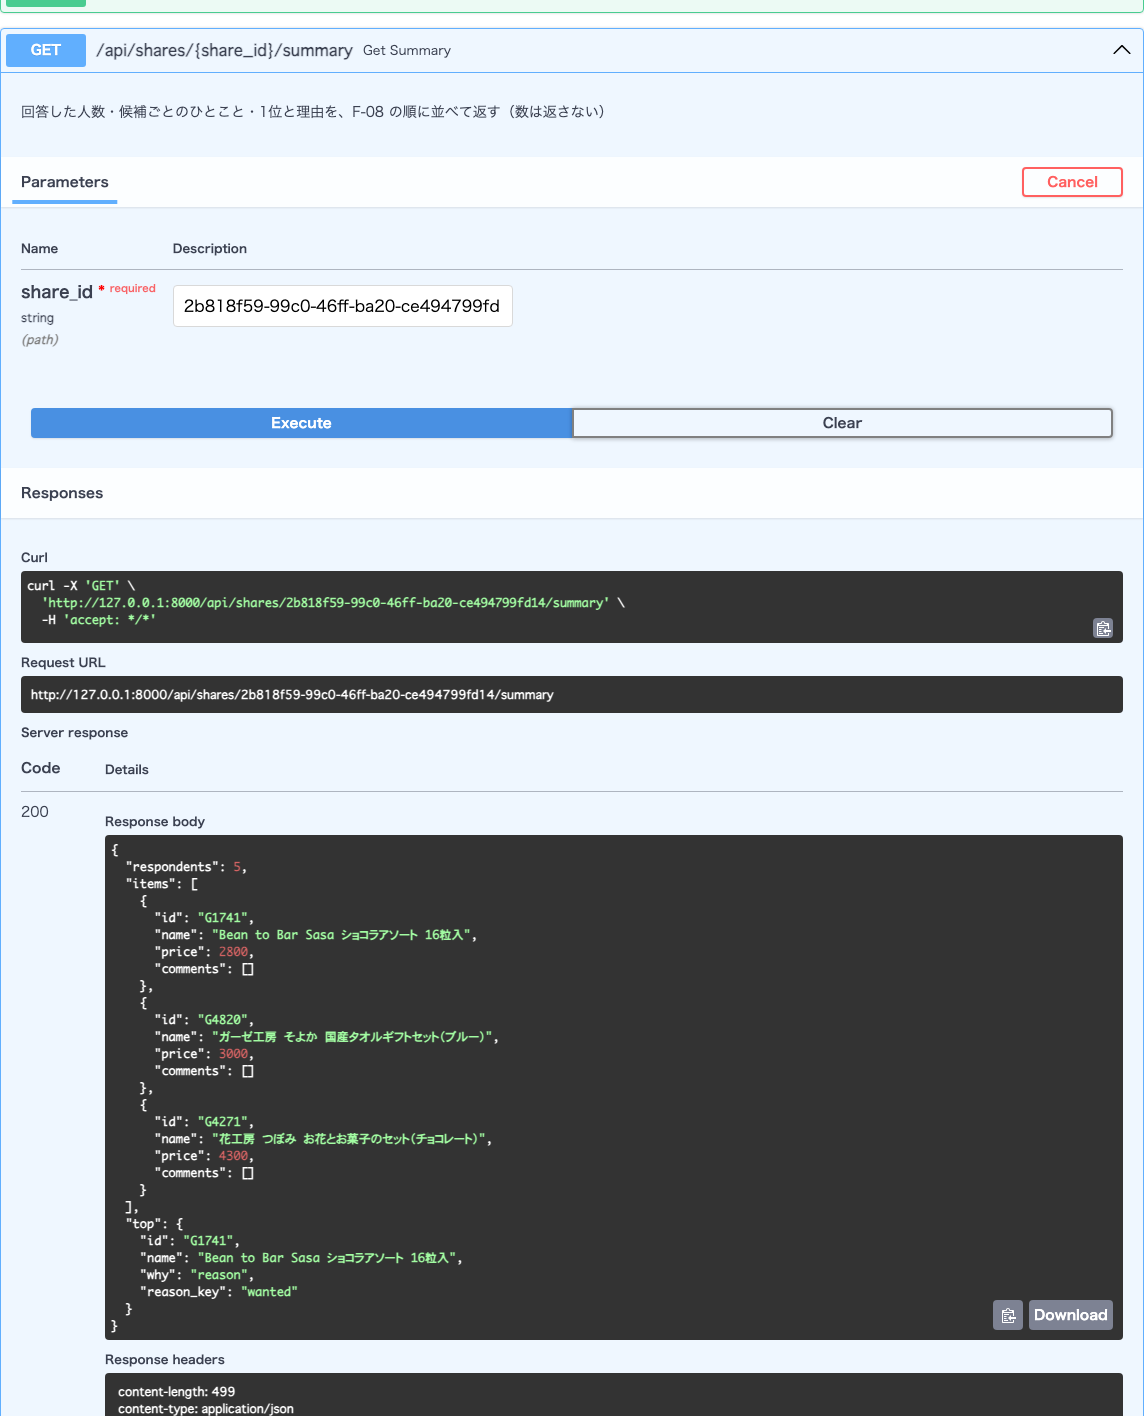 GET /api/shares/{share_id}/summary Get Summary
回答した人数・候補ごとのひとこと・1位と理由を、F-08 の順に並べて返す（数は返さない）
Parameters
Cancel
Name Description
share_id * required
string
(path)
2b818f59-99c0-46ff-ba20-ce494799fd
Execute
Clear
Responses
Curl
curl -X 'GET' \
  'http://127.0.0.1:8000/api/shares/2b818f59-99c0-46ff-ba20-ce494799fd14/summary' \
  -H 'accept: */*'
Request URL
http://127.0.0.1:8000/api/shares/2b818f59-99c0-46ff-ba20-ce494799fd14/summary
Server response
Code Details
200
Response body
{
  "respondents": 5,
  "items": [
    {
      "id": "G1741",
      "name": "Bean to Bar Sasa ショコラアソート 16粒入",
      "price": 2800,
      "comments": []
    },
    {
      "id": "G4820",
      "name": "ガーゼ工房 そよか 国産タオルギフトセット(ブルー)",
      "price": 3000,
      "comments": []
    },
    {
      "id": "G4271",
      "name": "花工房 つぼみ お花とお菓子のセット(チョコレート)",
      "price": 4300,
      "comments": []
    }
  ],
  "top": {
    "id": "G1741",
    "name": "Bean to Bar Sasa ショコラアソート 16粒入",
    "why": "reason",
    "reason_key": "wanted"
  }
}
Download
Response headers
content-length: 499
content-type: application/json